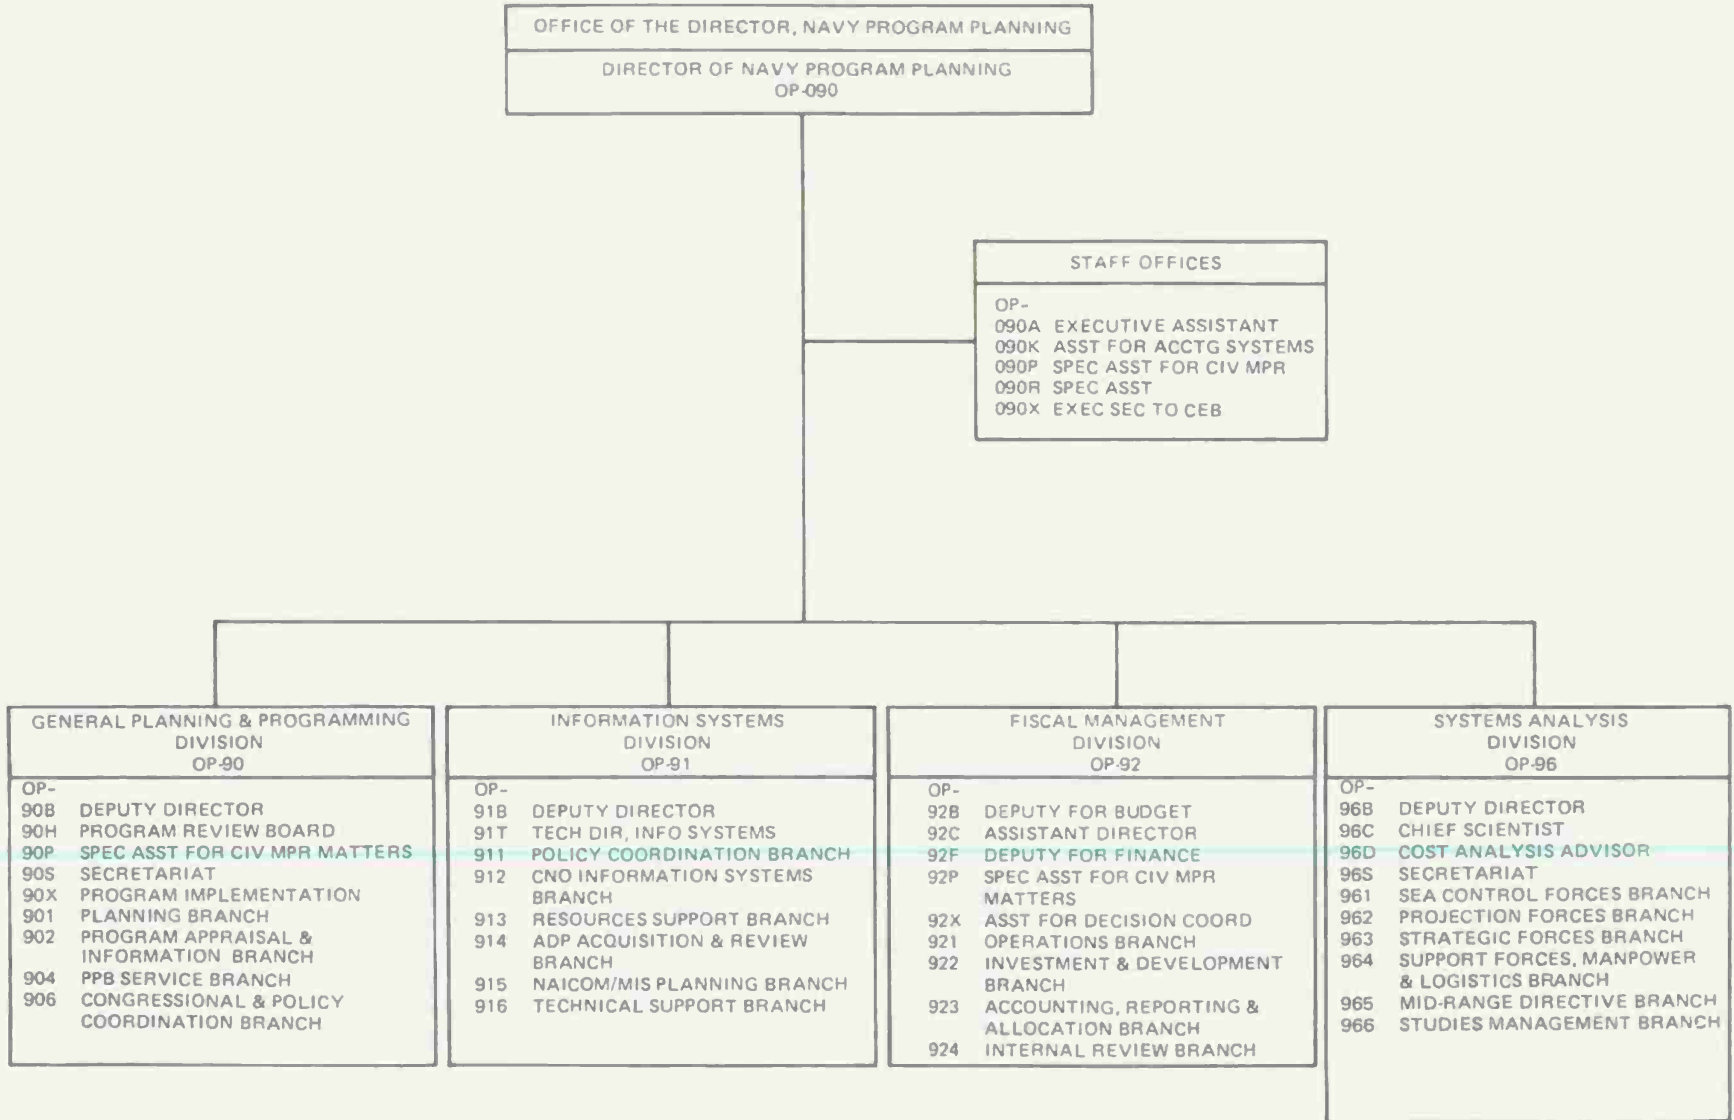 OFFICE OF THE DIRECTOR, NAVY PROGRAM PLANNING
DIRECTOR OF NAVY PROGRAM PLANNING
OP-090
STAFF OFFICES
OP-
090A EXECUTIVE ASSISTANT
090K ASST FOR ACCTG SYSTEMS
090P SPEC ASST FOR CIV MPR
090R SPEC ASST
090X EXEC SEC TO CEB
GENERAL PLANNING & PROGRAMMING
DIVISION
OP-90
OP-
90B DEPUTY DIRECTOR
90H PROGRAM REVIEW BOARD
90P SPEC ASST FOR CIV MPR MATTERS
90S SECRETARIAT
90X PROGRAM IMPLEMENTATION
901 PLANNING BRANCH
902 PROGRAM APPRAISAL &
INFORMATION BRANCH
904 PPB SERVICE BRANCH
906 CONGRESSIONAL & POLICY
COORDINATION BRANCH
INFORMATION SYSTEMS
DIVISION
OP-91
OP-
91B DEPUTY DIRECTOR
91T TECH DIR, INFO SYSTEMS
911 POLICY COORDINATION BRANCH
912 CNO INFORMATION SYSTEMS
BRANCH
913 RESOURCES SUPPORT BRANCH
914 ADP ACQUISITION & REVIEW
BRANCH
915 NAICOM/MIS PLANNING BRANCH
916 TECHNICAL SUPPORT BRANCH
FISCAL MANAGEMENT
DIVISION
OP-92
OP-
92B DEPUTY FOR BUDGET
92C ASSISTANT DIRECTOR
92F DEPUTY FOR FINANCE
92P SPEC ASST FOR CIV MPR
MATTERS
92X ASST FOR DECISION COORD
921 OPERATIONS BRANCH
922 INVESTMENT & DEVELOPMENT
BRANCH
923 ACCOUNTING, REPORTING &
ALLOCATION BRANCH
924 INTERNAL REVIEW BRANCH
SYSTEMS ANALYSIS
DIVISION
OP-96
OP-
96B DEPUTY DIRECTOR
96C CHIEF SCIENTIST
96D COST ANALYSIS ADVISOR
96S SECRETARIAT
961 SEA CONTROL FORCES BRANCH
962 PROJECTION FORCES BRANCH
963 STRATEGIC FORCES BRANCH
964 SUPPORT FORCES, MANPOWER
& LOGISTICS BRANCH
965 MID-RANGE DIRECTIVE BRANCH
966 STUDIES MANAGEMENT BRANCH